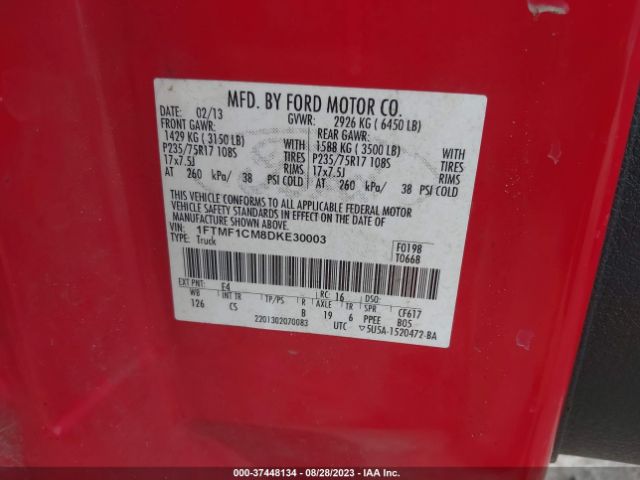 MFD. BY FORD MOTOR CO.
DATE: 02/13 GVWR: 2926 KG ( 6450 LB)
FRONT GAWR: REAR GAWR:
1429 KG ( 3150 LB) WITH 1588 KG ( 3500 LB) WITH
P235/75R17 108S TIRES P235/75R17 108S TIRES
17x7.5J RIMS 17x7.5J RIMS
AT 260 kPa/ 38 PSI COLD AT 260 kPa/ 38 PSI COLD
THIS VEHICLE CONFORMS TO ALL APPLICABLE FEDERAL MOTOR
VEHICLE SAFETY STANDARDS IN EFFECT ON THE DATE OF
MANUFACTURE SHOWN ABOVE.
VIN: 1FTMF1CM8DKE30003 F0198
TYPE: Truck T0668
EXT PNT: E4 RC: 16 DSO:
WB INT TR TP/PS R AXLE TR SPR CF617
126 CS B 19 6 PPEE B05
2201302070083 UTC ▽5U5A-1520472-BA
000-37448134 - 08/28/2023 - IAA Inc.